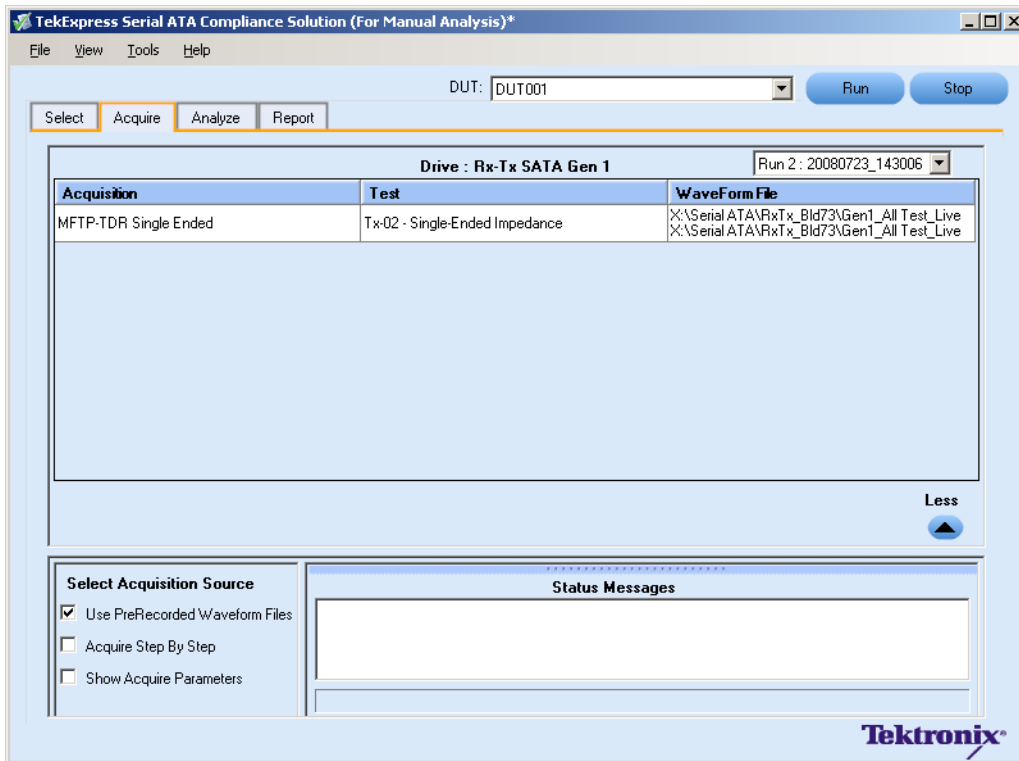 TekExpress Serial ATA Compliance Solution (For Manual Analysis)*
File View Tools Help
DUT: DUT001 Run Stop
Select Acquire Analyze Report
Drive : Rx-Tx SATA Gen 1 Run 2 : 20080723_143006
Acquisition Test WaveForm File
MFTP-TDR Single Ended Tx-02 - Single-Ended Impedance X:\Serial ATA\RxTx_Bld73\Gen1_All Test_Live
X:\Serial ATA\RxTx_Bld73\Gen1_All Test_Live
Less
Select Acquisition Source
Use PreRecorded Waveform Files
Acquire Step By Step
Show Acquire Parameters
Status Messages
Tektronix